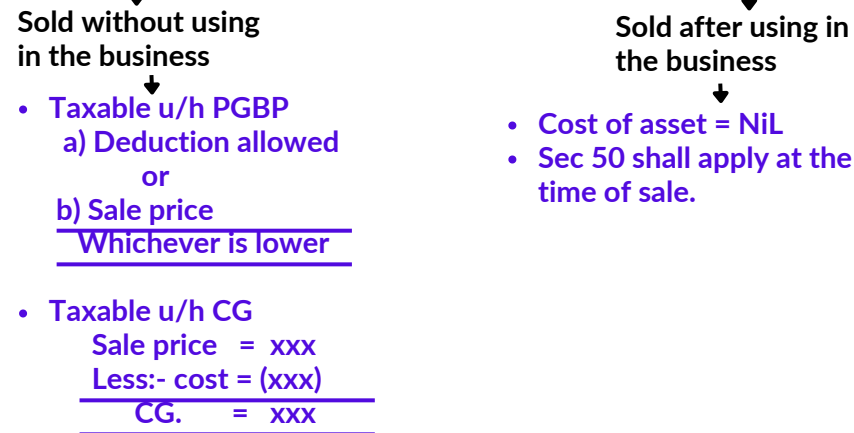 Sold without using
in the business
• Taxable u/h PGBP
a) Deduction allowed
or
b) Sale price
Whichever is lower
• Taxable u/h CG
Sale price = xxx
Less:- cost = (xxx)
CG. = xxx
Sold after using in
the business
• Cost of asset = NiL
• Sec 50 shall apply at the
time of sale.